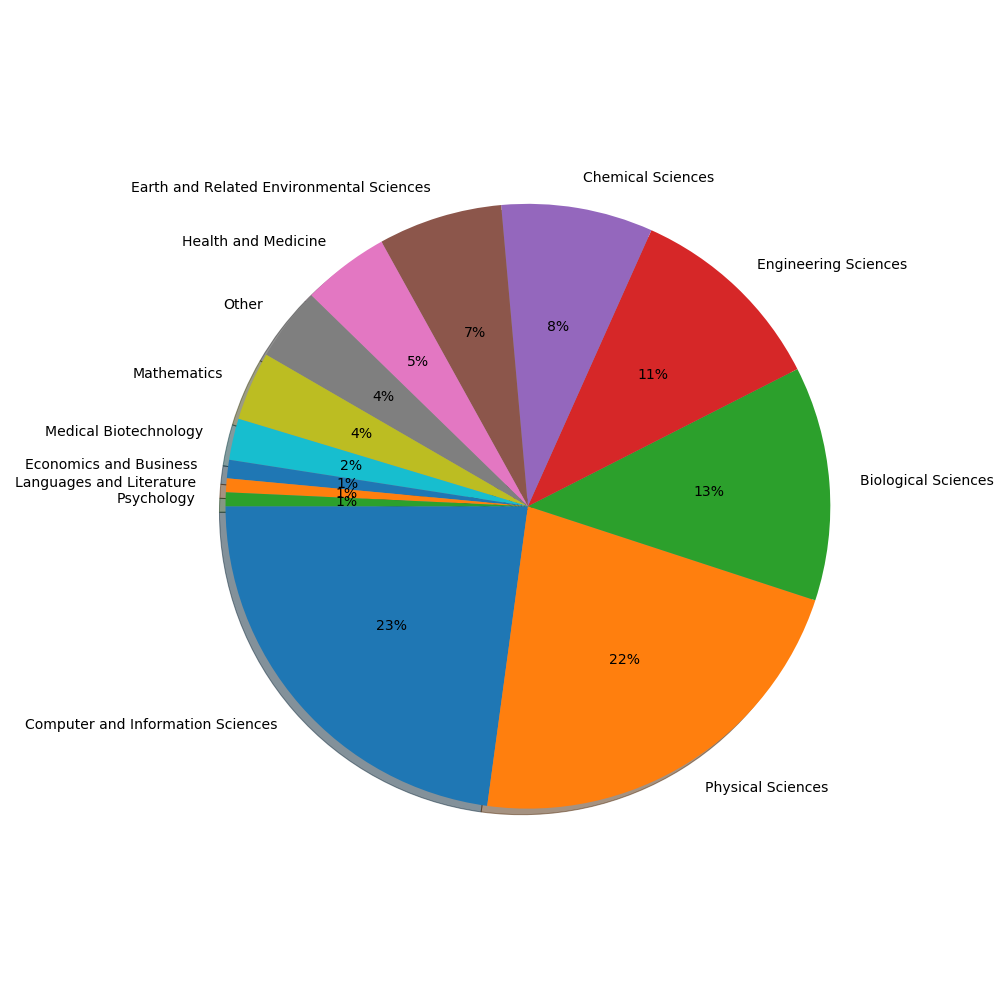 Chemical Sciences
Earth and Related Environmental Sciences
Health and Medicine
Engineering Sciences
Other
8%
7%
5%
11%
Mathematics
4%
4%
Medical Biotechnology
2%
Economics and Business
1%
Languages and Literature
1%
Psychology
1%
13%
Biological Sciences
23%
22%
Computer and Information Sciences
Physical Sciences